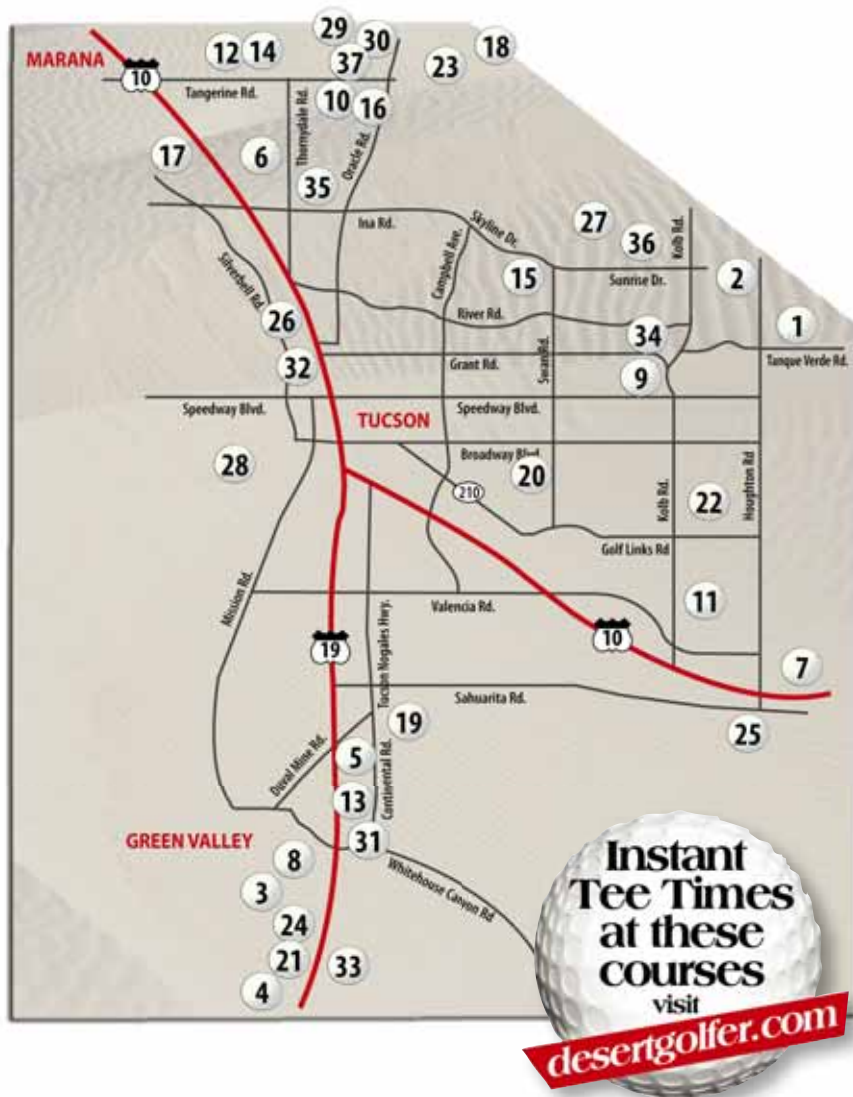 29
30
18
12
14
37
23
MARANA
10
Tangerine Rd.
Thornydale Rd.
10
16
Oracle Rd.
17
6
35
Ina Rd.
Skyline Dr.
Campbell Ave.
27
36
Kolb Rd.
Silverbell Rd.
15
Sunrise Dr.
2
26
River Rd.
34
1
32
Grant Rd.
Swan Rd.
9
Tanque Verde Rd.
Speedway Blvd.
Speedway Blvd.
TUCSON
28
Broadway Blvd.
20
210
Kolb Rd.
22
Houghton Rd
Golf Links Rd
Mission Rd.
Valencia Rd.
11
Tucson Nogales Hwy.
19
10
7
Sahuarita Rd.
19
25
Duval Mine Rd.
5
Continental Rd.
13
GREEN VALLEY
31
8
Whitehouse Canyon Rd
3
24
21
33
4
Instant
Tee Times
at these
courses
visit
desertgolfer.com